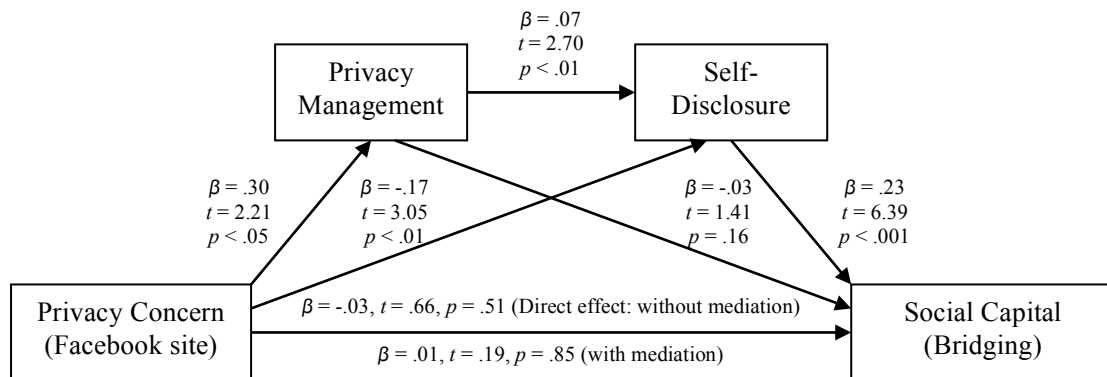 β = .07
t = 2.70
p < .01
Privacy
Management
Self-
Disclosure
β = .30
t = 2.21
p < .05
β = -.17
t = 3.05
p < .01
β = -.03
t = 1.41
p = .16
β = .23
t = 6.39
p < .001
Privacy Concern
(Facebook site)
β = -.03, t = .66, p = .51 (Direct effect: without mediation)
β = .01, t = .19, p = .85 (with mediation)
Social Capital
(Bridging)